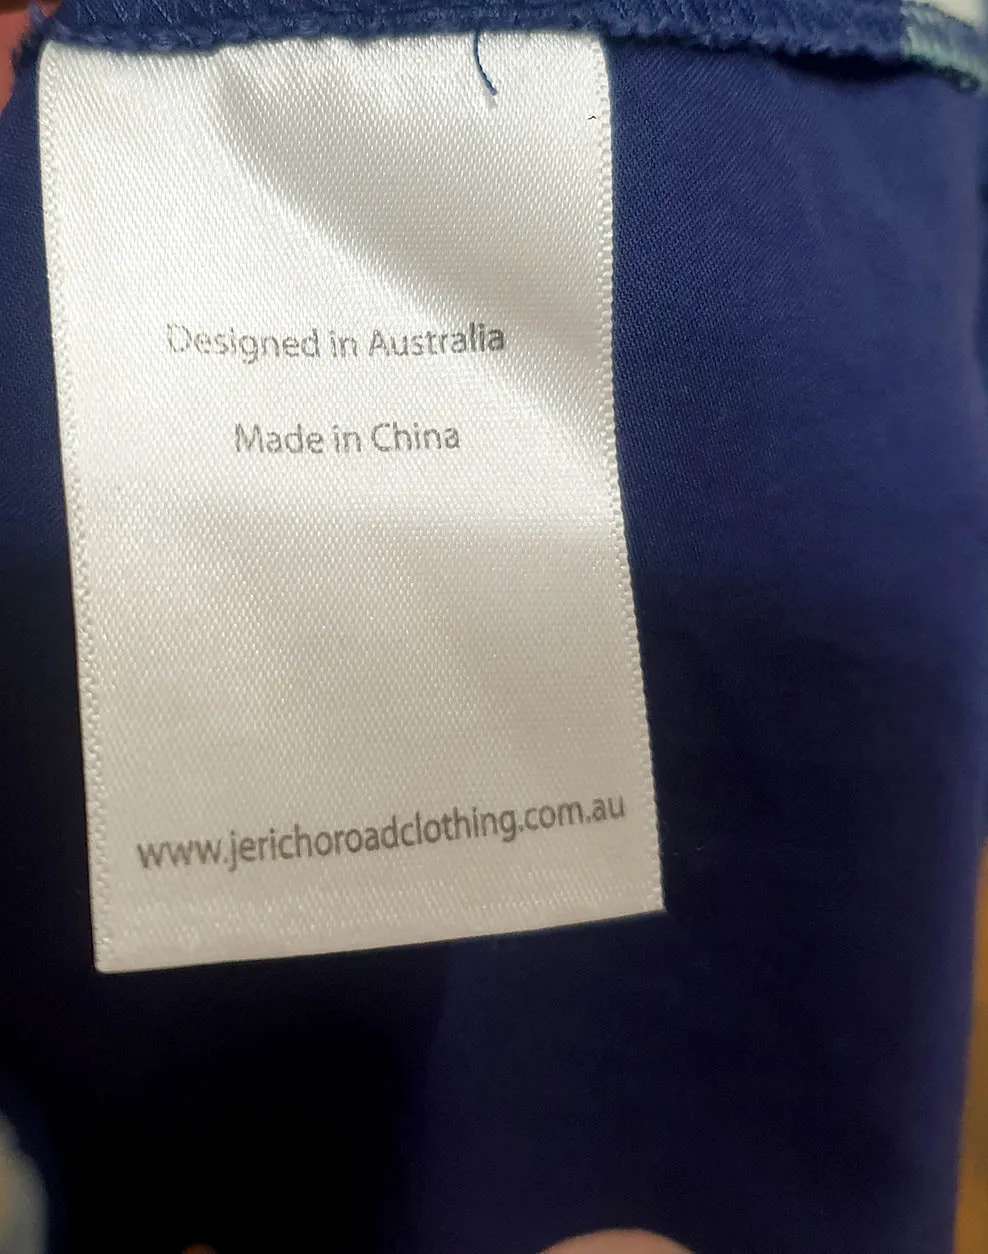 Designed in Australia
Made in China
www.jerichoroadclothing.com.au